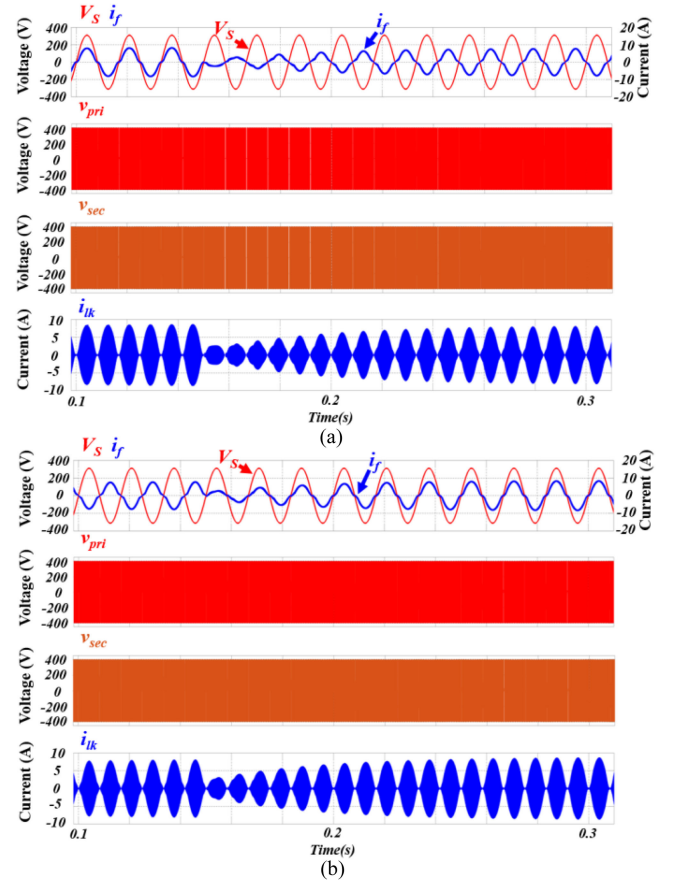 V_S i_f
Voltage (V)
400
200
0
-200
-400
V_S
i_f
20
10
0
-10
-20
Current (A)
v_pri
Voltage (V)
400
200
0
-200
-400
v_sec
Voltage (V)
400
200
0
-200
-400
i_lk
Current (A)
10
5
0
-5
-10
0.1 0.2 0.3
Time(s)
(a)
V_S i_f
Voltage (V)
400
200
0
-200
-400
V_S
i_f
20
10
0
-10
-20
Current (A)
v_pri
Voltage (V)
400
200
0
-200
-400
v_sec
Voltage (V)
400
200
0
-200
-400
i_lk
Current (A)
10
5
0
-5
-10
0.1 0.2 0.3
Time(s)
(b)